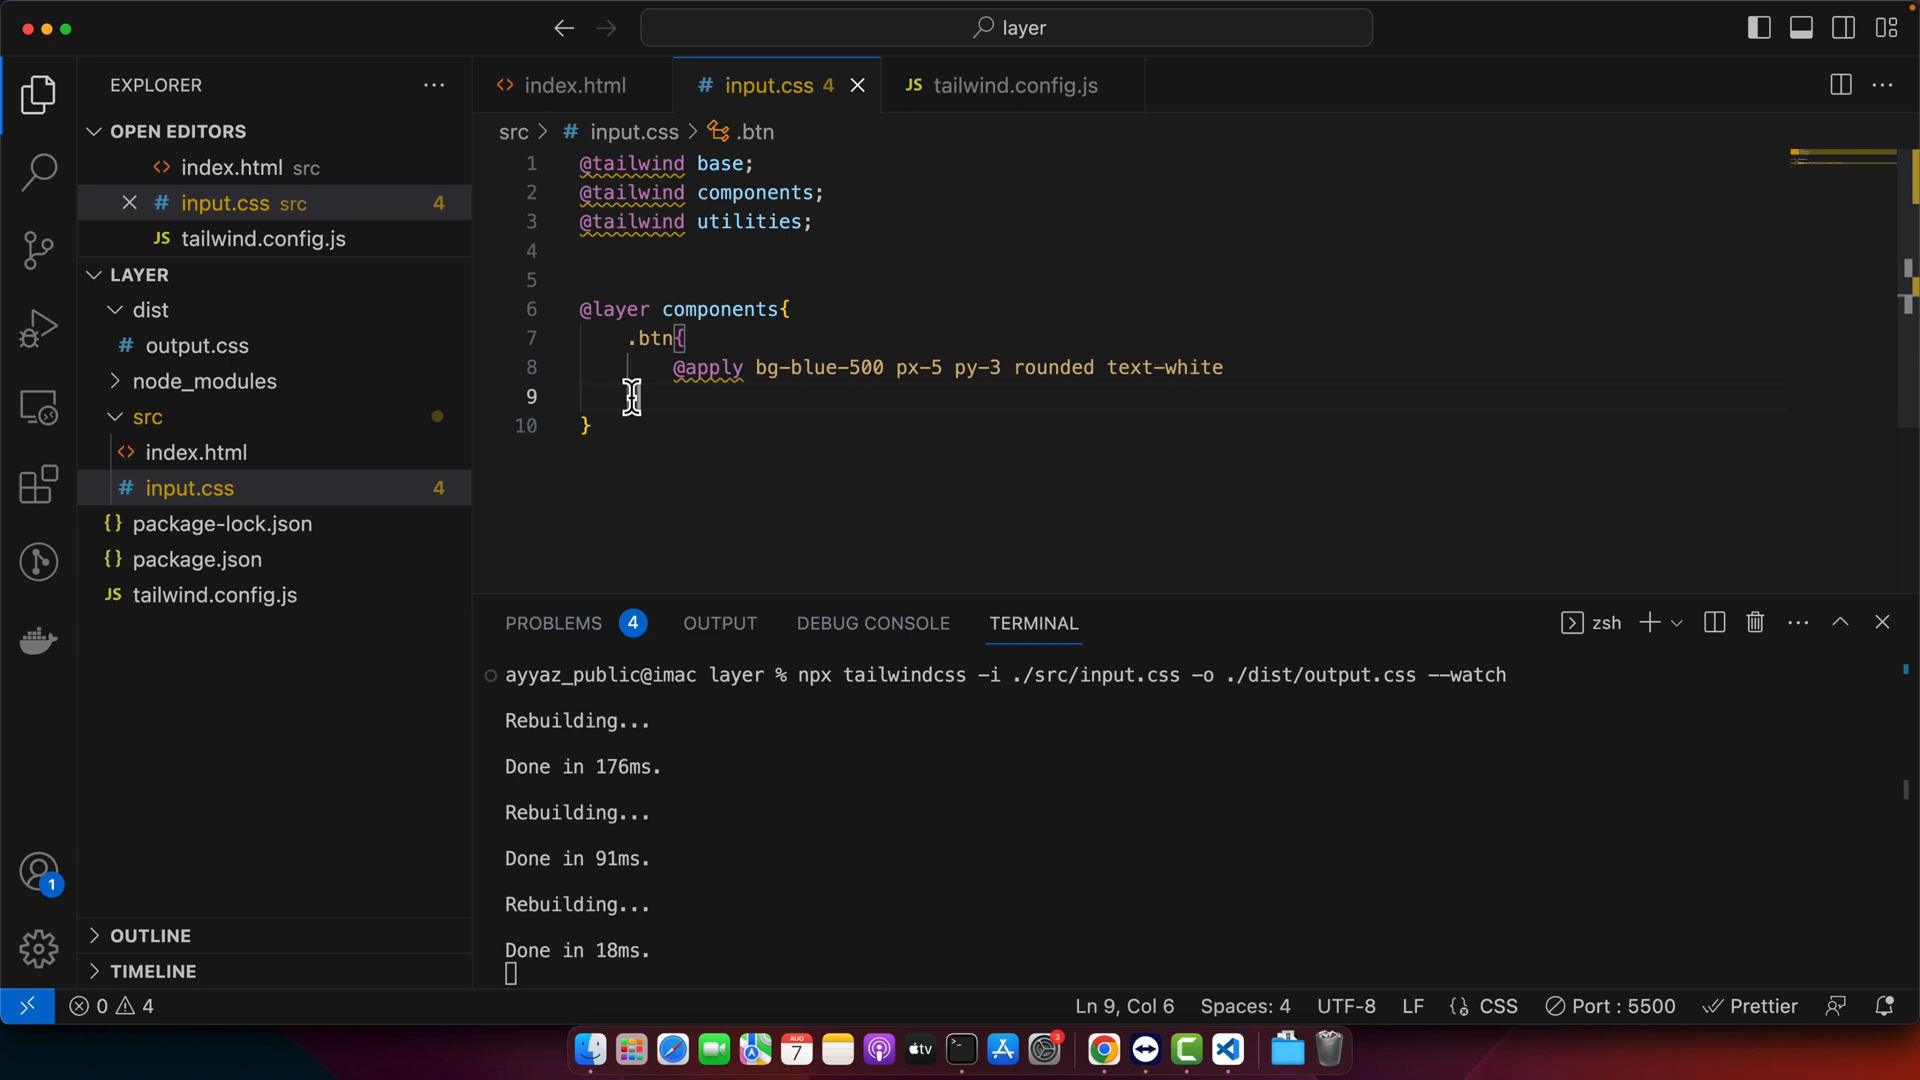 layer
EXPLORER
index.html
input.css 4
tailwind.config.js
OPEN EDITORS
index.html src
input.css src 4
tailwind.config.js
LAYER
dist
output.css
node_modules
src
index.html
input.css 4
package-lock.json
package.json
tailwind.config.js
OUTLINE
TIMELINE
1
src > # input.css > .btn
1 @tailwind base;
2 @tailwind components;
3 @tailwind utilities;
4
5
6 @layer components{
7 .btn{
8 @apply bg-blue-500 px-5 py-3 rounded text-white
9
10 }
PROBLEMS 4 OUTPUT DEBUG CONSOLE TERMINAL zsh
ayyaz_public@imac layer % npx tailwindcss -i ./src/input.css -o ./dist/output.css --watch
Rebuilding...
Done in 176ms.
Rebuilding...
Done in 91ms.
Rebuilding...
Done in 18ms.
0 4 Ln 9, Col 6 Spaces: 4 UTF-8 LF {} CSS Port : 5500 Prettier
AUG
7
tv
3